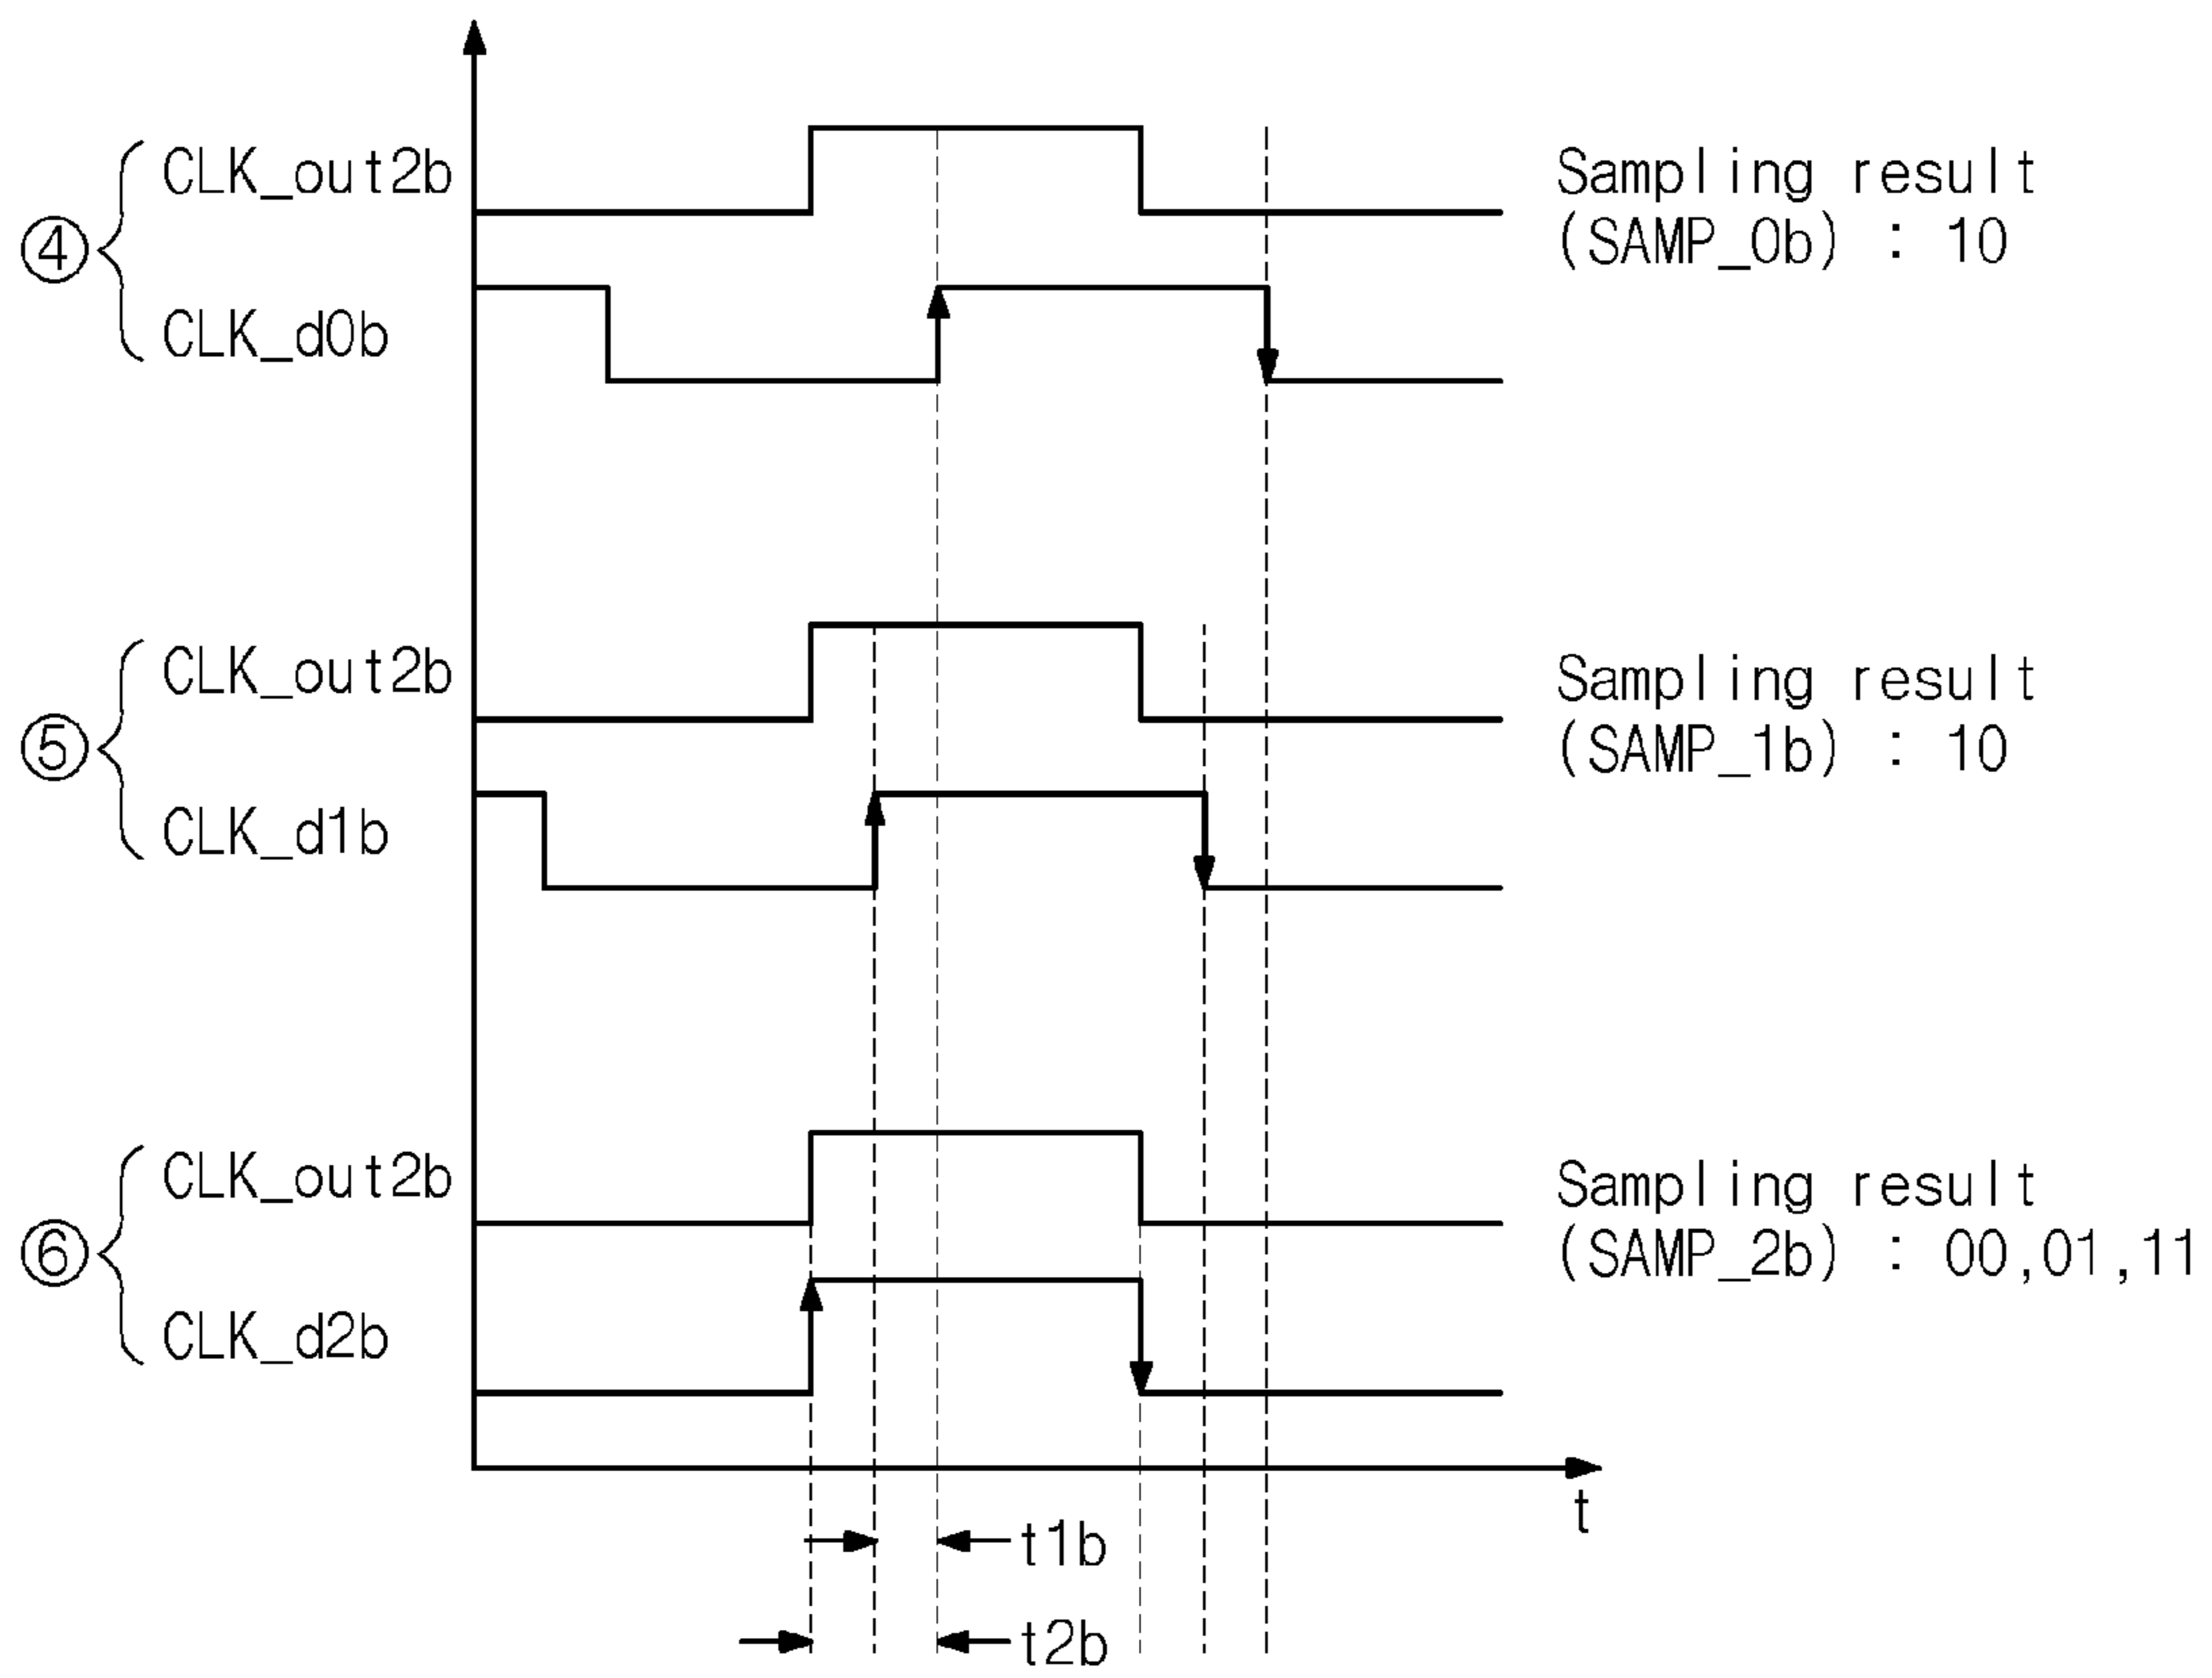 CLK_out2b
④
CLK_d0b
Sampling result
(SAMP_0b) : 10
CLK_out2b
⑤
CLK_d1b
Sampling result
(SAMP_1b) : 10
CLK_out2b
⑥
CLK_d2b
Sampling result
(SAMP_2b) : 00,01,11
t
t1b
t2b